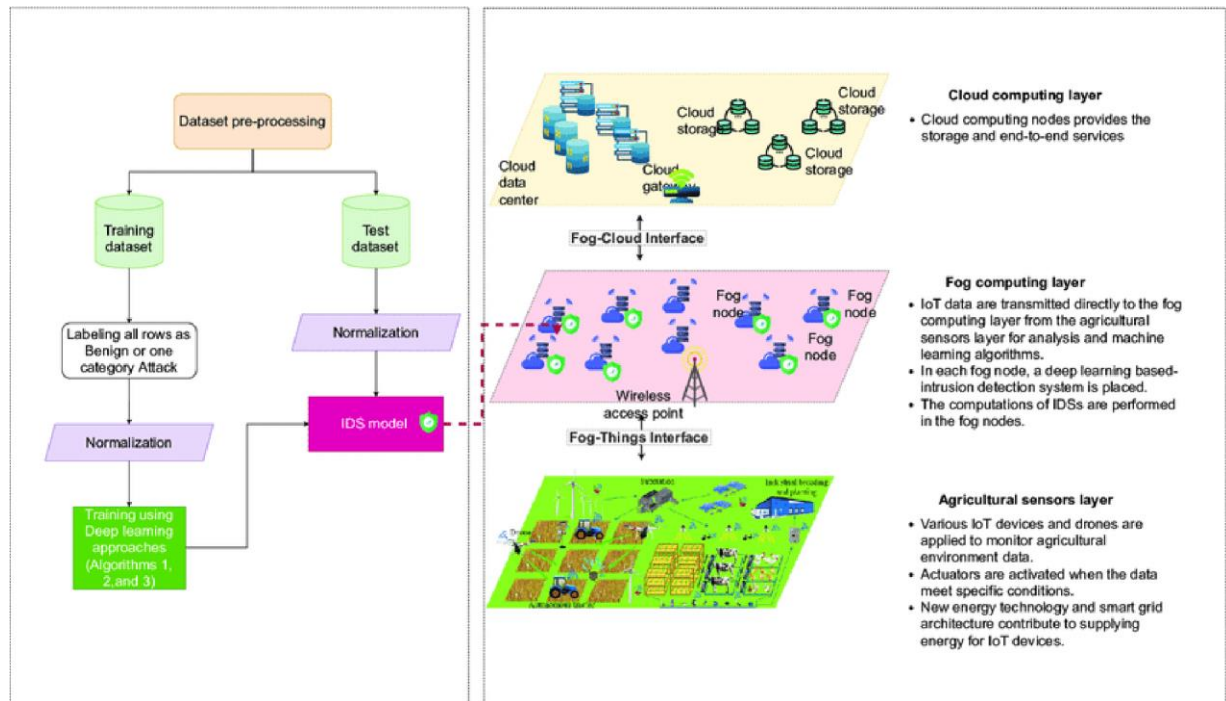 Dataset pre-processing
Training
dataset
Test
dataset
Labeling all rows as
Benign or one
category Attack
Normalization
Normalization
IDS model
Training using
Deep learning
approaches
(Algorithms 1,
2,and 3)
Cloud data
center
Cloud
gatew
Cloud
storage
Cloud
storage
Cloud
storage
Cloud computing layer
• Cloud computing nodes provides the
storage and end-to-end services
Fog-Cloud Interface
Fog
node
Fog
node
Fog
node
Wireless
access point
Fog computing layer
• IoT data are transmitted directly to the fog
computing layer from the agricultural
sensors layer for analysis and machine
learning algorithms.
• In each fog node, a deep learning based-
intrusion detection system is placed.
• The computations of IDSs are performed
in the fog nodes.
Fog-Things Interface
Drones
Agricultural sensors layer
• Various IoT devices and drones are
applied to monitor agricultural
environment data.
• Actuators are activated when the data
meet specific conditions.
• New energy technology and smart grid
architecture contribute to supplying
energy for IoT devices.